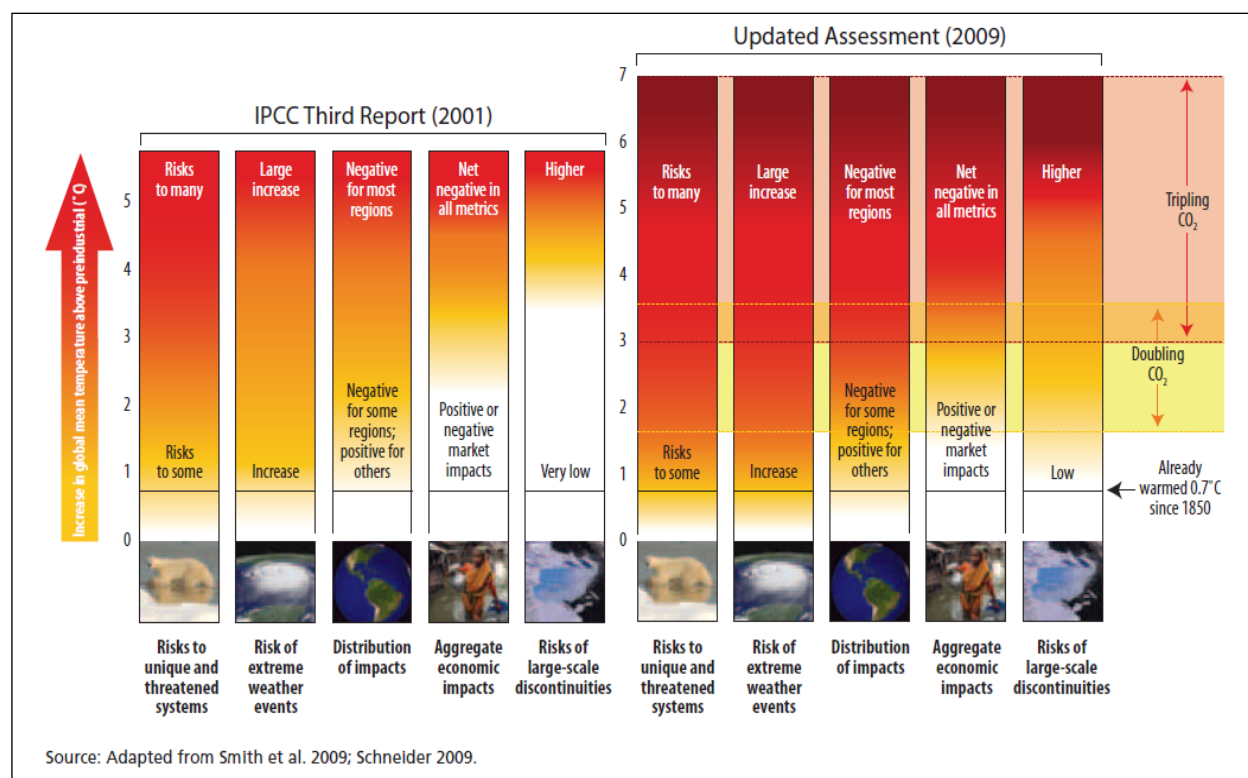 Updated Assessment (2009)
IPCC Third Report (2001)
Increase in global mean temperature above preindustrial (°C)
5
4
3
2
1
0
Risks
to many
Large
increase
Negative
for most
regions
Net
negative in
all metrics
Higher
Risks
to some
Increase
Negative
for some
regions;
positive for
others
Positive or
negative
market
impacts
Very low
Risks to
unique and
threatened
systems
Risk of
extreme
weather
events
Distribution
of impacts
Aggregate
economic
impacts
Risks of
large-scale
discontinuities
7
6
5
4
3
2
1
0
Risks
to many
Large
increase
Negative
for most
regions
Net
negative in
all metrics
Higher
Risks
to some
Increase
Negative
for some
regions;
positive for
others
Positive or
negative
market
impacts
Low
Tripling
CO₂
Doubling
CO₂
Already
warmed 0.7°C
since 1850
Risks to
unique and
threatened
systems
Risk of
extreme
weather
events
Distribution
of impacts
Aggregate
economic
impacts
Risks of
large-scale
discontinuities
Source: Adapted from Smith et al. 2009; Schneider 2009.